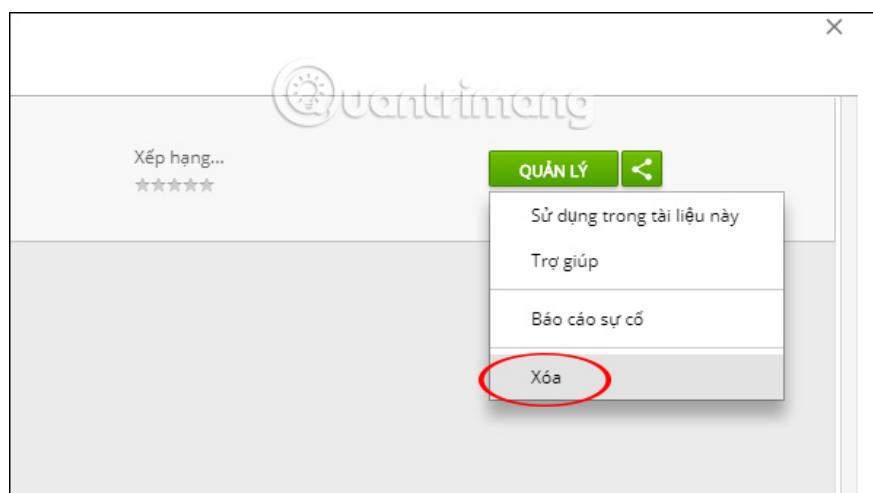 Quantrimang
Xếp hạng...
QUẢN LÝ
Sử dụng trong tài liệu này
Trợ giúp
Báo cáo sự cố
Xóa